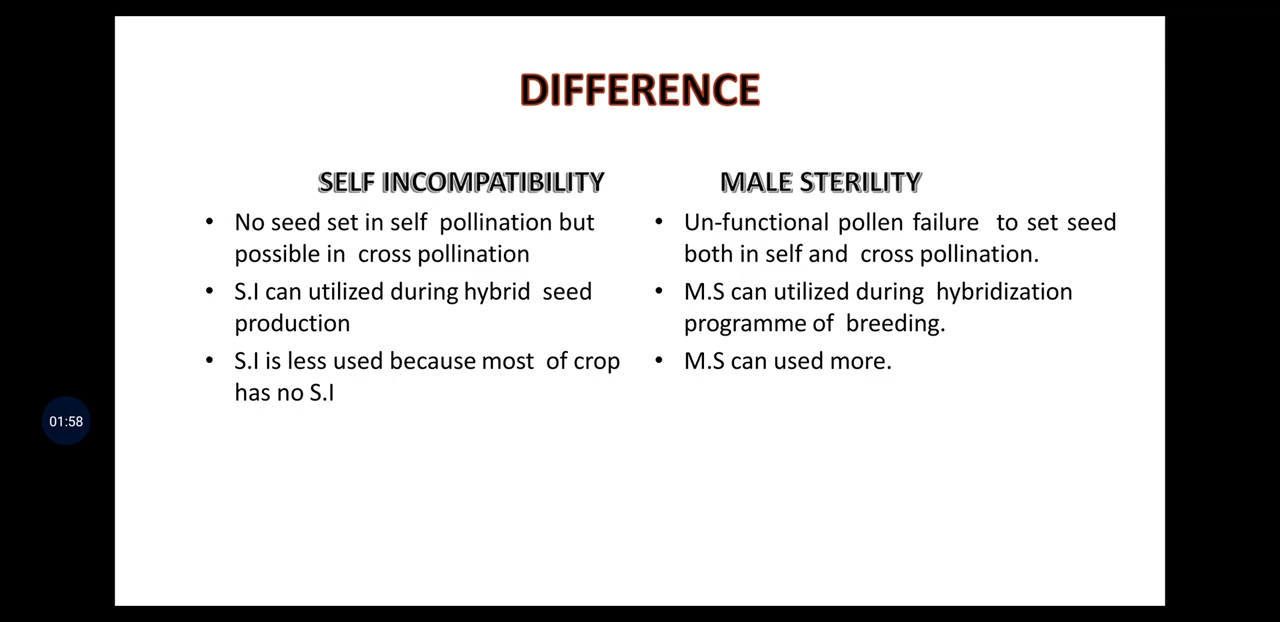 DIFFERENCE
SELF INCOMPATIBILITY
• No seed set in self pollination but
possible in cross pollination
• S.I can utilized during hybrid seed
production
• S.I is less used because most of crop
has no S.I
MALE STERILITY
• Un-functional pollen failure to set seed
both in self and cross pollination.
• M.S can utilized during hybridization
programme of breeding.
• M.S can used more.
01:58